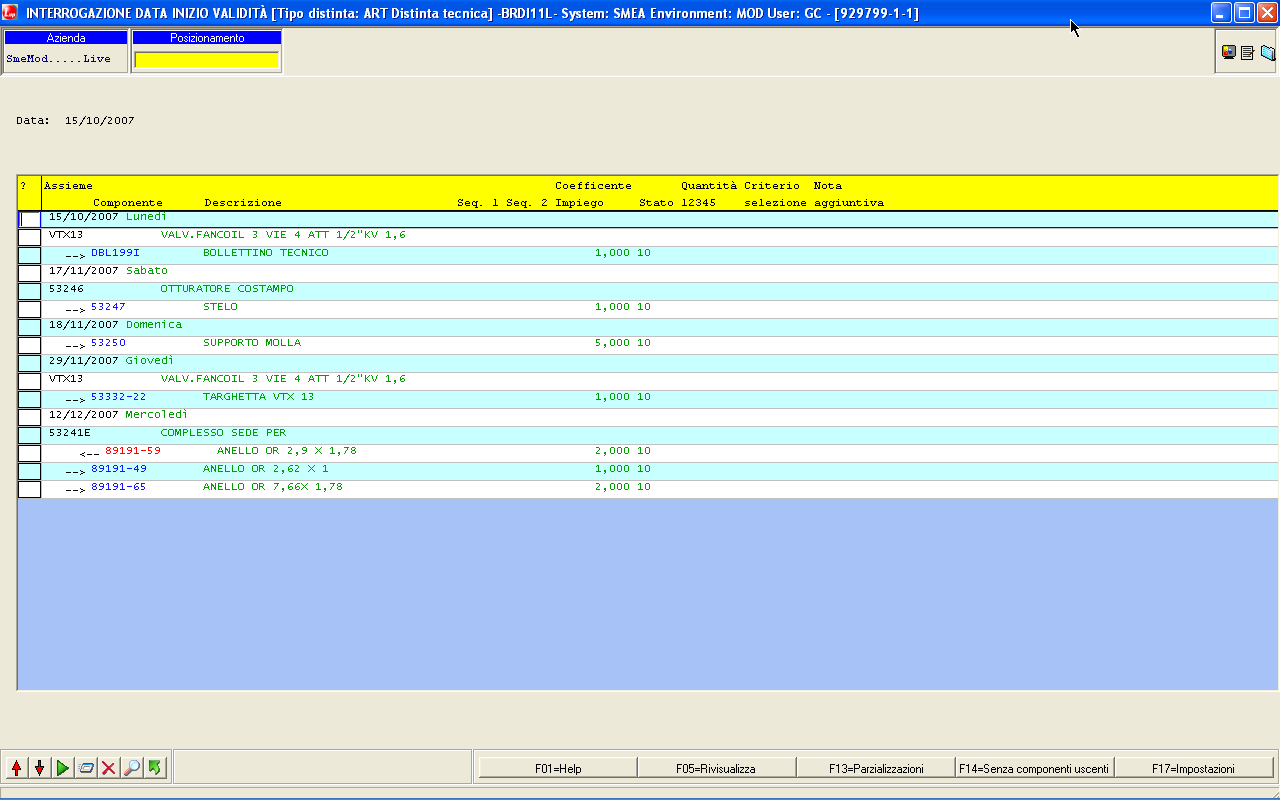 INTERROGAZIONE DATA INIZIO VALIDITÀ [Tipo distinta: ART Distinta tecnica] -BRDI11L- System: SMEA Environment: MOD User: GC - [929799-1-1]
Azienda Posizionamento
SmeMod.....Live
Data: 15/10/2007
? Assieme Coefficente Quantità Criterio Nota
Componente Descrizione Seq. 1 Seq. 2 Impiego Stato 12345 selezione aggiuntiva
15/10/2007 Lunedì
VTX13 VALV.FANCOIL 3 VIE 4 ATT 1/2"KV 1,6
--> DBL199I BOLLETTINO TECNICO 1,000 10
17/11/2007 Sabato
53246 OTTURATORE COSTAMPO
--> 53247 STELO 1,000 10
18/11/2007 Domenica
--> 53250 SUPPORTO MOLLA 5,000 10
29/11/2007 Giovedì
VTX13 VALV.FANCOIL 3 VIE 4 ATT 1/2"KV 1,6
--> 53332-22 TARGHETTA VTX 13 1,000 10
12/12/2007 Mercoledì
53241E COMPLESSO SEDE PER
<-- 89191-59 ANELLO OR 2,9 X 1,78 2,000 10
--> 89191-49 ANELLO OR 2,62 X 1 1,000 10
--> 89191-65 ANELLO OR 7,66X 1,78 2,000 10
F01=Help F05=Rivisualizza F13=Parzializzazioni F14=Senza componenti uscenti F17=Impostazioni